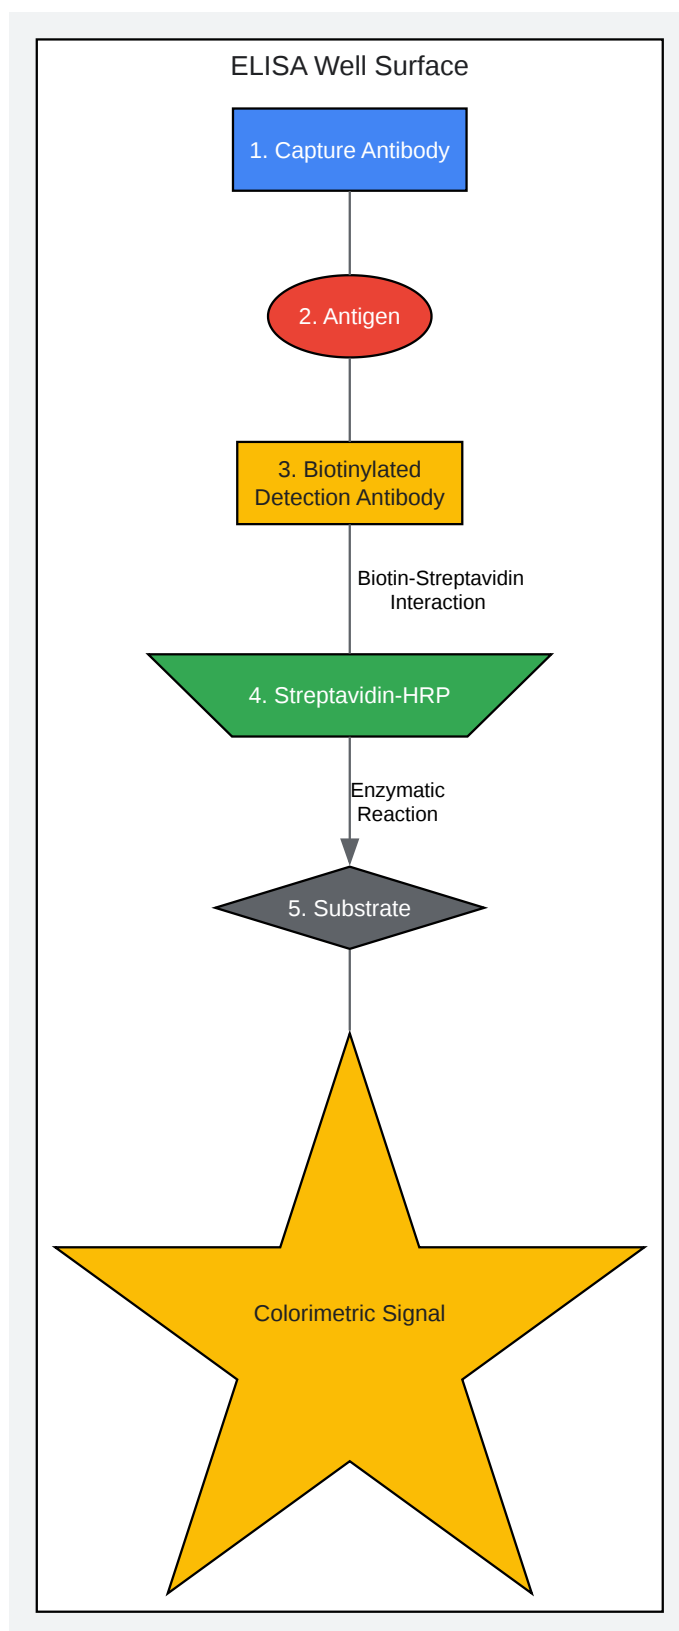 ELISA Well Surface
1. Capture Antibody
2. Antigen
3. Biotinylated
Detection Antibody
Biotin-Streptavidin
Interaction
4. Streptavidin-HRP
Enzymatic
Reaction
5. Substrate
Colorimetric Signal